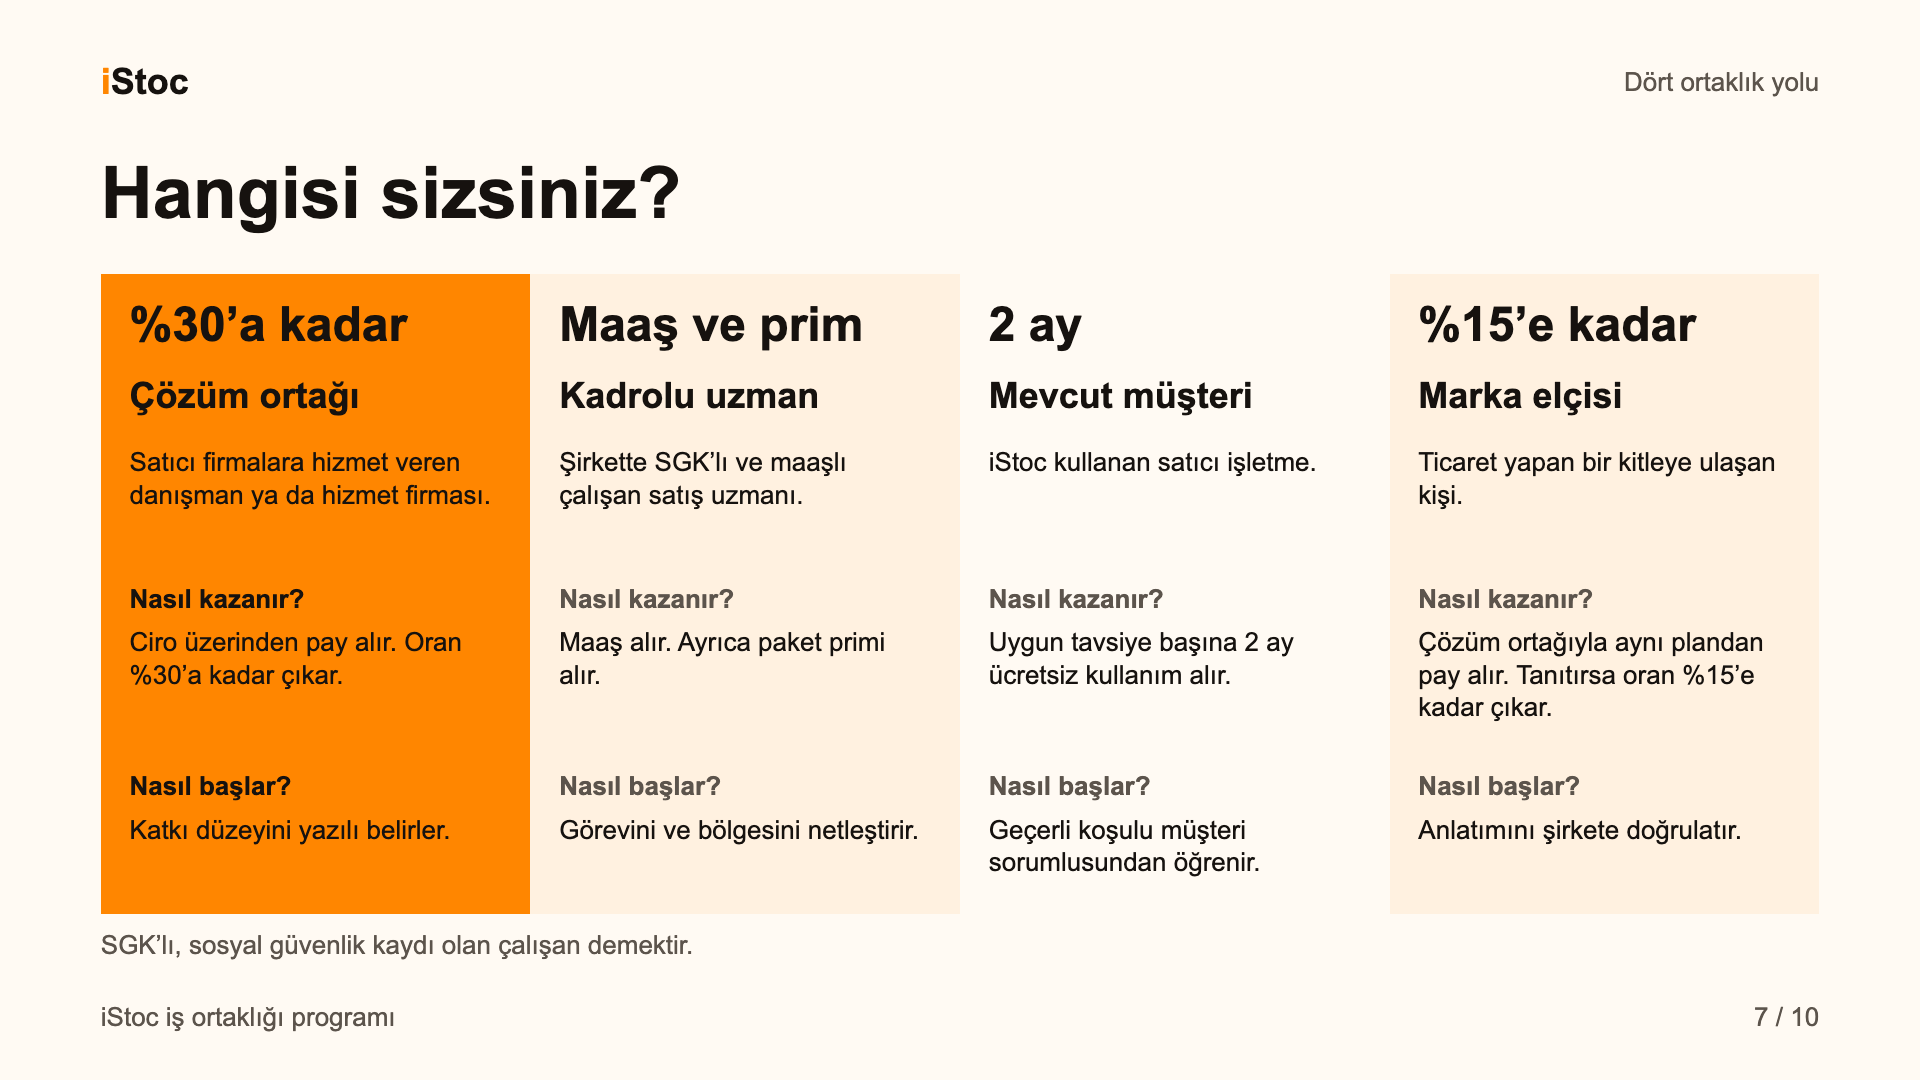 iStoc
Dört ortaklık yolu
Hangisi sizsiniz?
%30’a kadar
Çözüm ortağı
Satıcı firmalara hizmet veren
danışman ya da hizmet firması.
Nasıl kazanır?
Ciro üzerinden pay alır. Oran
%30’a kadar çıkar.
Nasıl başlar?
Katkı düzeyini yazılı belirler.
Maaş ve prim
Kadrolu uzman
Şirkette SGK’lı ve maaşlı
çalışan satış uzmanı.
Nasıl kazanır?
Maaş alır. Ayrıca paket primi
alır.
Nasıl başlar?
Görevini ve bölgesini netleştirir.
2 ay
Mevcut müşteri
iStoc kullanan satıcı işletme.
Nasıl kazanır?
Uygun tavsiye başına 2 ay
ücretsiz kullanım alır.
Nasıl başlar?
Geçerli koşulu müşteri
sorumlusundan öğrenir.
%15’e kadar
Marka elçisi
Ticaret yapan bir kitleye ulaşan
kişi.
Nasıl kazanır?
Çözüm ortağıyla aynı plandan
pay alır. Tanıtırsa oran %15’e
kadar çıkar.
Nasıl başlar?
Anlatımını şirkete doğrulatır.
SGK’lı, sosyal güvenlik kaydı olan çalışan demektir.
iStoc iş ortaklığı programı
7 / 10